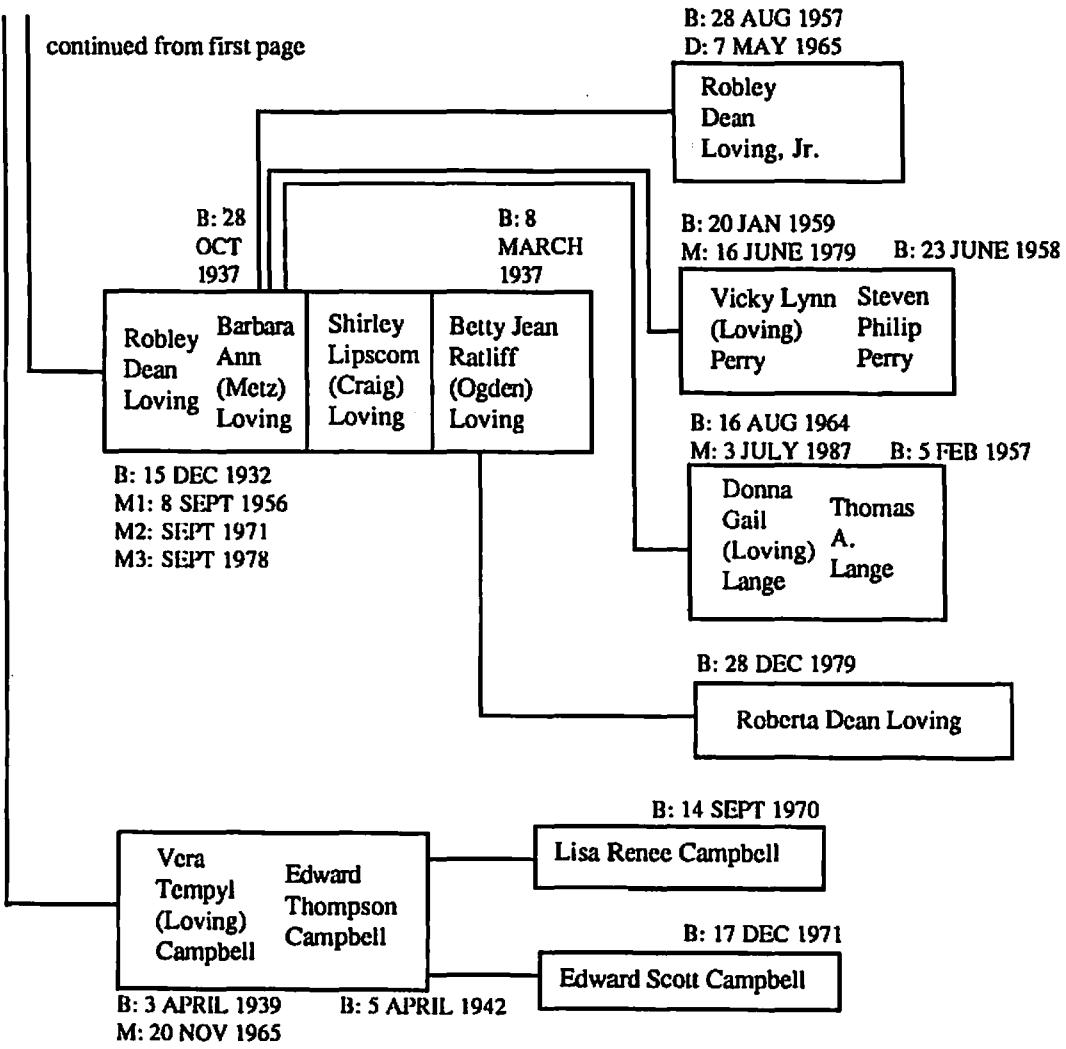 continued from first page
B: 28 AUG 1957
D: 7 MAY 1965
Robley
Dean
Loving, Jr.
B: 28
OCT
1937
B: 8
MARCH
1937
Robley
Dean
Loving
Barbara
Ann
(Metz)
Loving
Shirley
Lipscom
(Craig)
Loving
Betty Jean
Ratliff
(Ogden)
Loving
B: 15 DEC 1932
M1: 8 SEPT 1956
M2: SEPT 1971
M3: SEPT 1978
B: 20 JAN 1959
M: 16 JUNE 1979
B: 23 JUNE 1958
Vicky Lynn
(Loving)
Perry
Steven
Philip
Perry
B: 16 AUG 1964
M: 3 JULY 1987
B: 5 FEB 1957
Donna
Gail
(Loving)
Lange
Thomas
A.
Lange
B: 28 DEC 1979
Roberta Dean Loving
B: 14 SEPT 1970
Lisa Renee Campbell
Vera
Tempyl
(Loving)
Campbell
Edward
Thompson
Campbell
B: 17 DEC 1971
Edward Scott Campbell
B: 3 APRIL 1939
M: 20 NOV 1965
B: 5 APRIL 1942